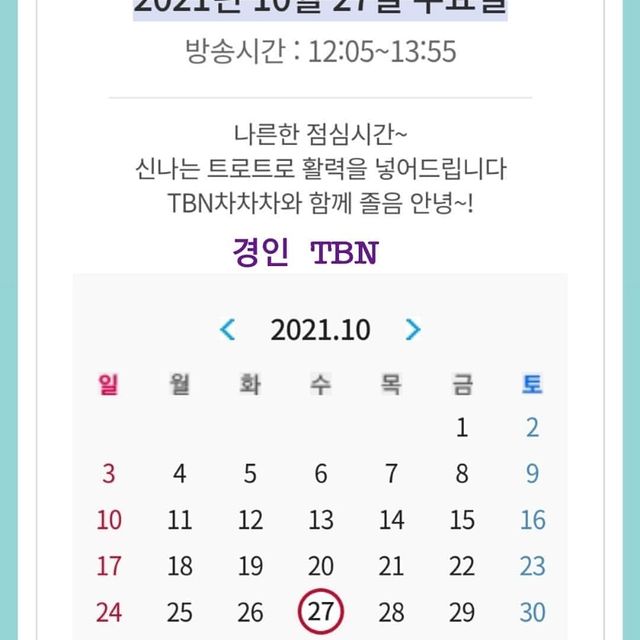 2021년 10월 27일 수요일
방송시간 : 12:05~13:55
나른한 점심시간~
신나는 트로트로 활력을 넣어드립니다
TBN차차차와 함께 졸음 안녕~!
경인 TBN
< 2021.10 >
일 월 화 수 목 금 토
1 2
3 4 5 6 7 8 9
10 11 12 13 14 15 16
17 18 19 20 21 22 23
24 25 26 27 28 29 30